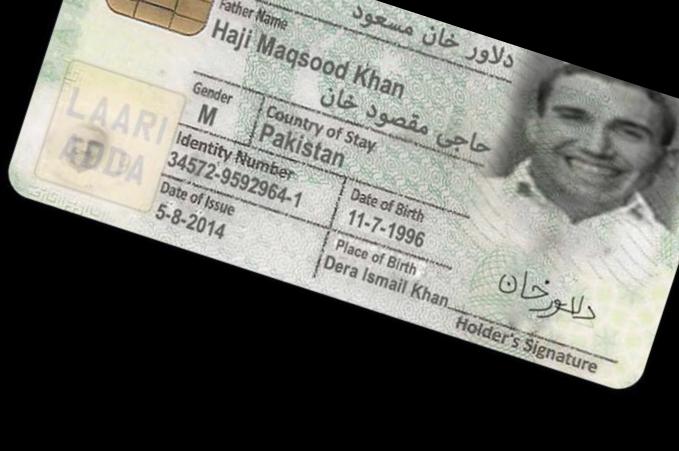 دلاور خان مسعود
Father Name
Haji Maqsood Khan
حاجی مقصود خان
Gender
M
Country of Stay
Pakistan
LAARI
ADDA
Identity Number
34572-9592964-1
Date of Birth
11-7-1996
Date of Issue
5-8-2014
Place of Birth
Dera Ismail Khan
دلاورخان
Holder's Signature